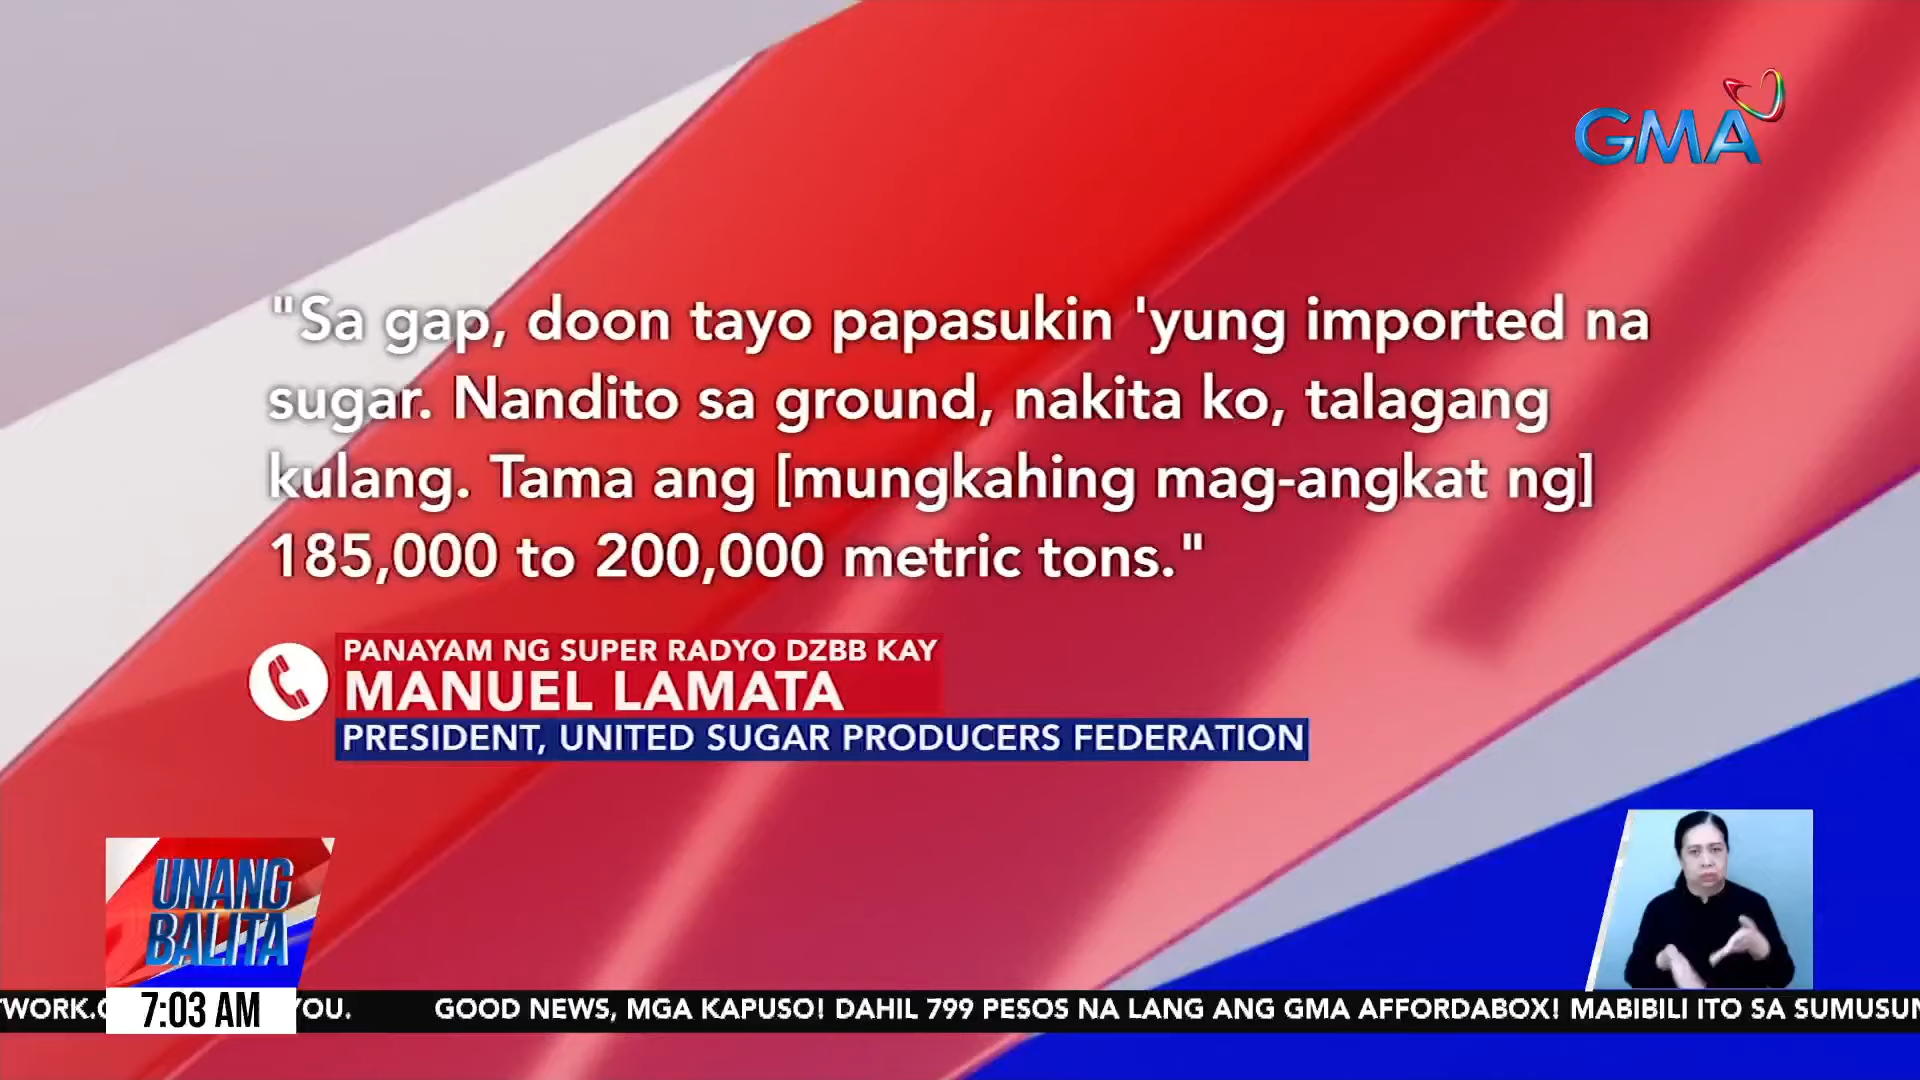 GMA
"Sa gap, doon tayo papasukin 'yung imported na
sugar. Nandito sa ground, nakita ko, talagang
kulang. Tama ang [mungkahing mag-angkat ng]
185,000 to 200,000 metric tons."
PANAYAM NG SUPER RADYO DZBB KAY
MANUEL LAMATA
PRESIDENT, UNITED SUGAR PRODUCERS FEDERATION
UNANG
BALITA
7:03 AM
TWORK.C YOU. GOOD NEWS, MGA KAPUSO! DAHIL 799 PESOS NA LANG ANG GMA AFFORDABOX! MABIBILI ITO SA SUMUSUN